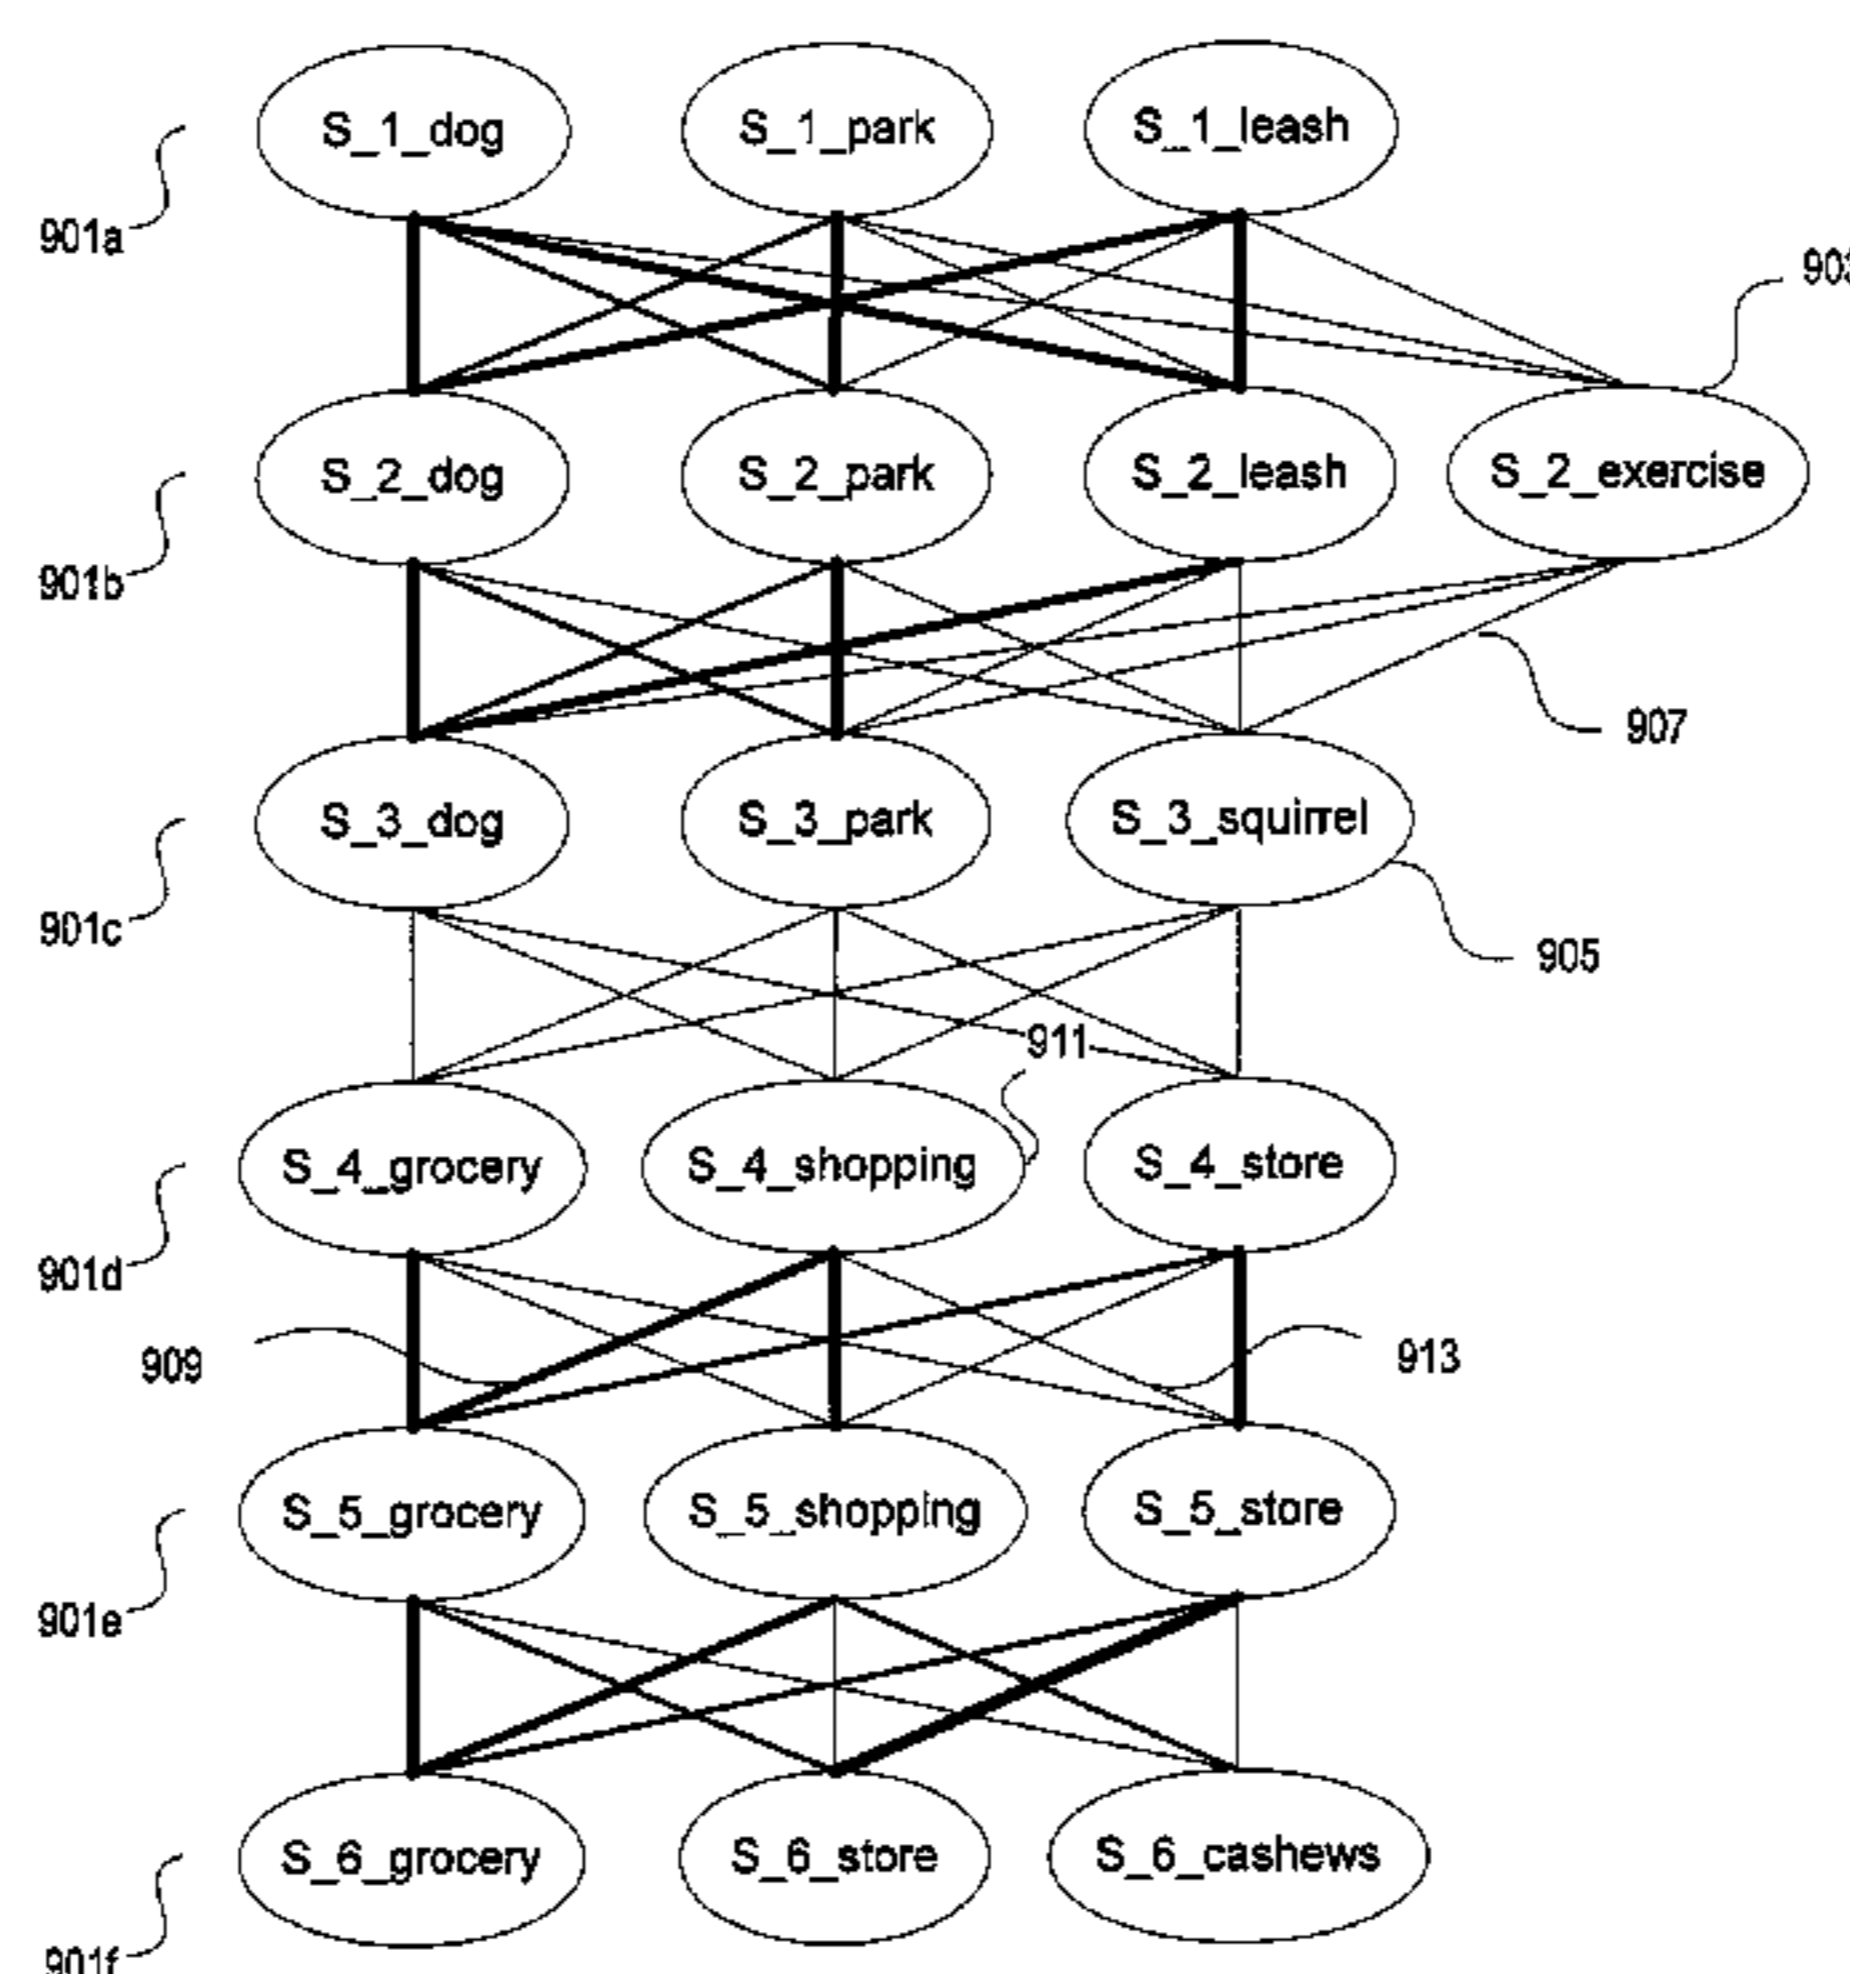 S_1_dog S_1_park S_1_leash
901a
S_2_dog S_2_park S_2_leash S_2_exercise
901b
907
S_3_dog S_3_park S_3_squirrel
901c
905
911
S_4_grocery S_4_shopping S_4_store
901d
909 913
S_5_grocery S_5_shopping S_5_store
901e
S_6_grocery S_6_store S_6_cashews
901f